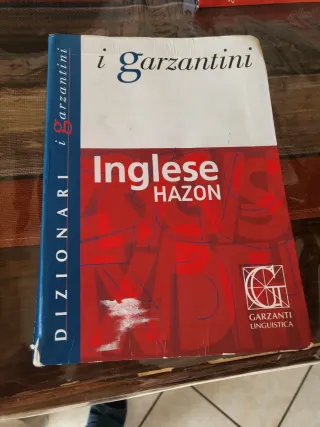 i garzantini
Inglese
HAZON
GARZANTI
LINGUISTICA
DIZIONARI i garzantini